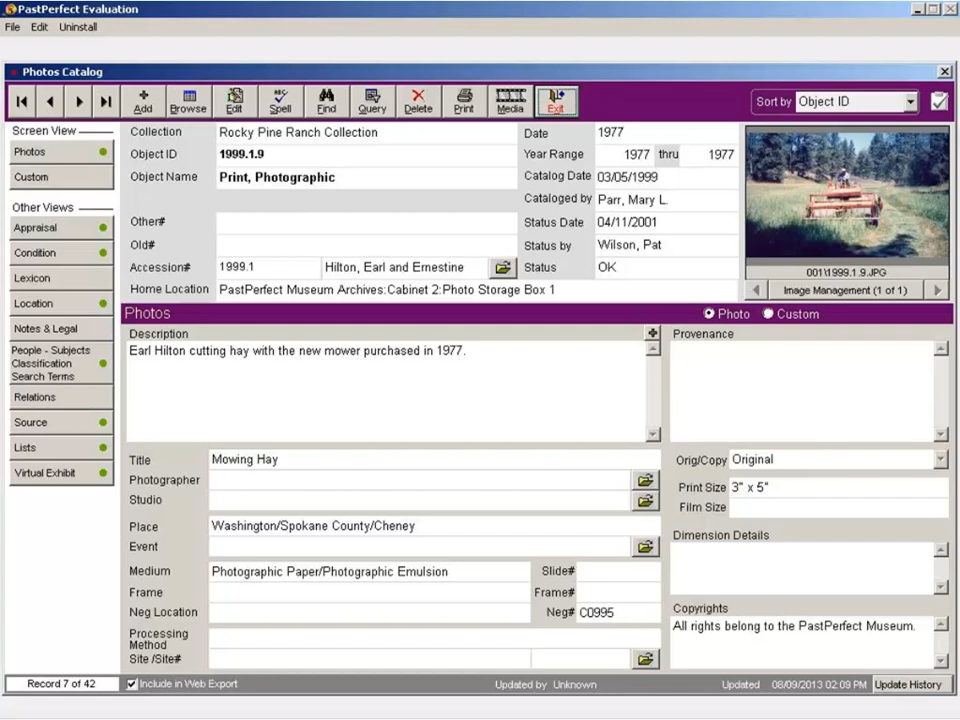 PastPerfect Evaluation
File Edit Uninstall
Photos Catalog
Add Browse Edit Spell Find Query Delete Print Media Exit Sort by Object ID
Screen View
Photos
Custom
Other Views
Appraisal
Condition
Lexicon
Location
Notes & Legal
People - Subjects
Classification
Search Terms
Relations
Source
Lists
Virtual Exhibit
Collection Rocky Pine Ranch Collection
Object ID 1999.1.9
Object Name Print, Photographic
Other#
Old#
Accession# 1999.1 Hilton, Earl and Ernestine
Home Location PastPerfect Museum Archives:Cabinet 2:Photo Storage Box 1
Date 1977
Year Range 1977 thru 1977
Catalog Date 03/05/1999
Cataloged by Parr, Mary L.
Status Date 04/11/2001
Status by Wilson, Pat
Status OK
001\1999.1.9.JPG
Image Management (1 of 1)
Photos Photo Custom
Description
Earl Hilton cutting hay with the new mower purchased in 1977.
Provenance
Title Mowing Hay
Photographer
Studio
Place Washington/Spokane County/Cheney
Event
Medium Photographic Paper/Photographic Emulsion Slide#
Frame Frame#
Neg Location Neg# C0995
Processing
Method
Site /Site#
Orig/Copy Original
Print Size 3" x 5"
Film Size
Dimension Details
Copyrights
All rights belong to the PastPerfect Museum.
Record 7 of 42 Include in Web Export Updated by Unknown Updated 08/09/2013 02:09 PM Update History